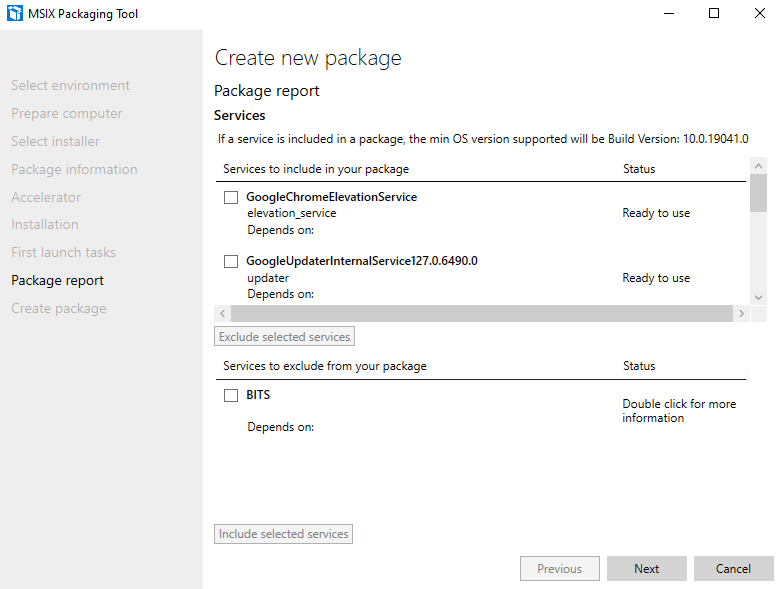 MSIX Packaging Tool
Create new package
Select environment
Prepare computer
Select installer
Package information
Accelerator
Installation
First launch tasks
Package report
Create package
Package report
Services
If a service is included in a package, the min OS version supported will be Build Version: 10.0.19041.0
Services to include in your package Status
GoogleChromeElevationService
elevation_service Ready to use
Depends on:
GoogleUpdaterInternalService127.0.6490.0
updater Ready to use
Depends on:
Exclude selected services
Services to exclude from your package Status
BITS
Double click for more
information
Depends on:
Include selected services
Previous Next Cancel